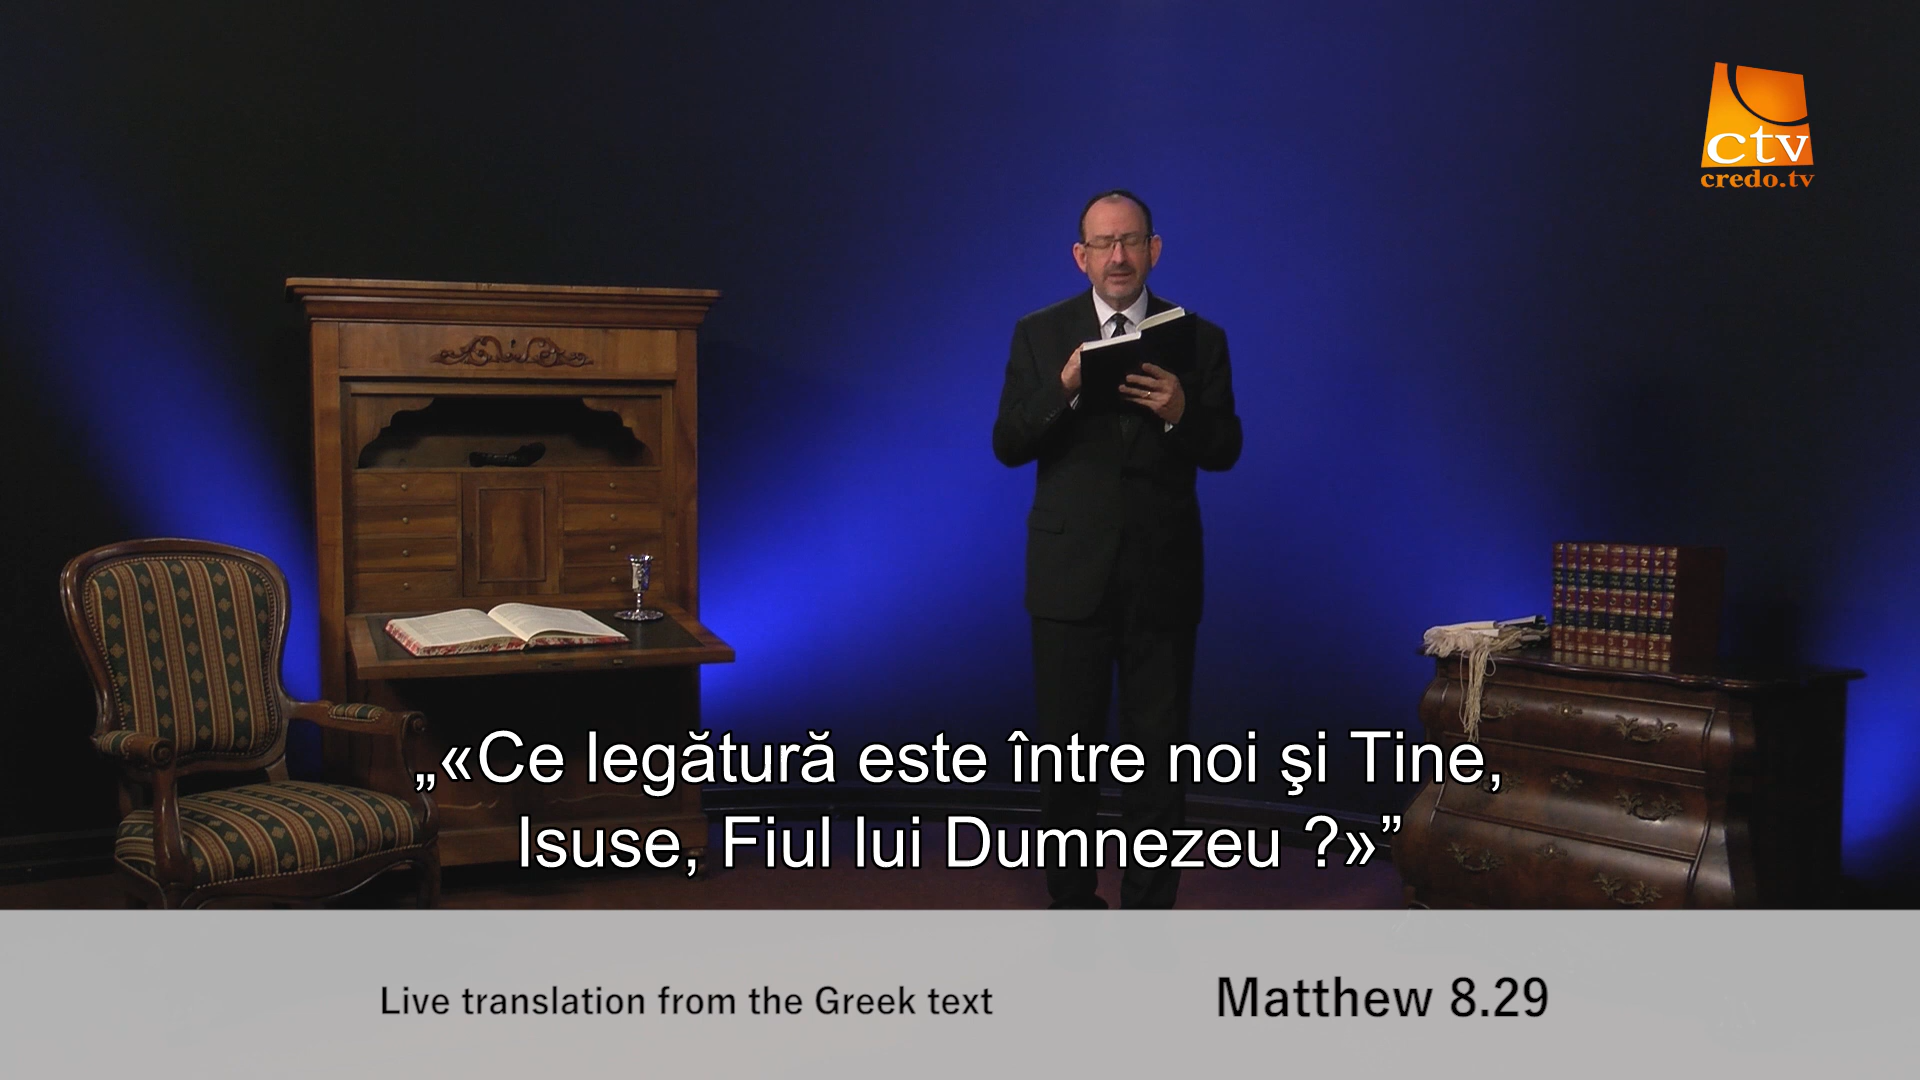 ctv
credo.tv
„«Ce legătură este între noi şi Tine,
Isuse, Fiul lui Dumnezeu ?»”
Live translation from the Greek text
Matthew 8.29